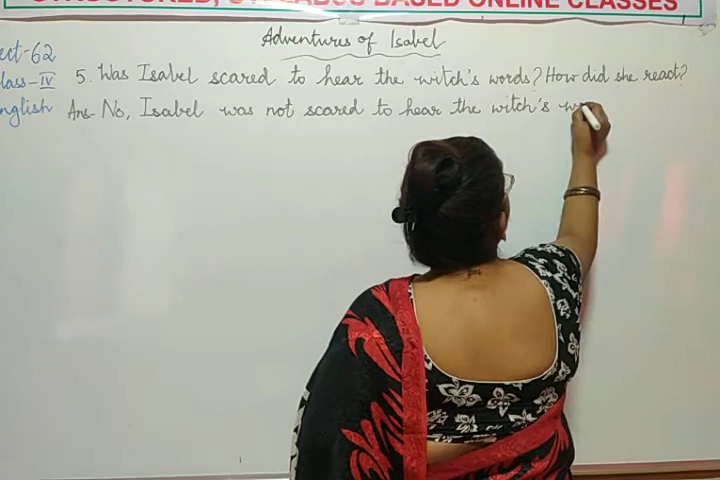 STRUCTURED, SYLLABUS BASED ONLINE CLASSES
Adventures of Isabel
ect-62
lass-IV
nglish
5. Was Isabel scared to hear the witch's words? How did she react?
Ans- No, Isabel was not scared to hear the witch's